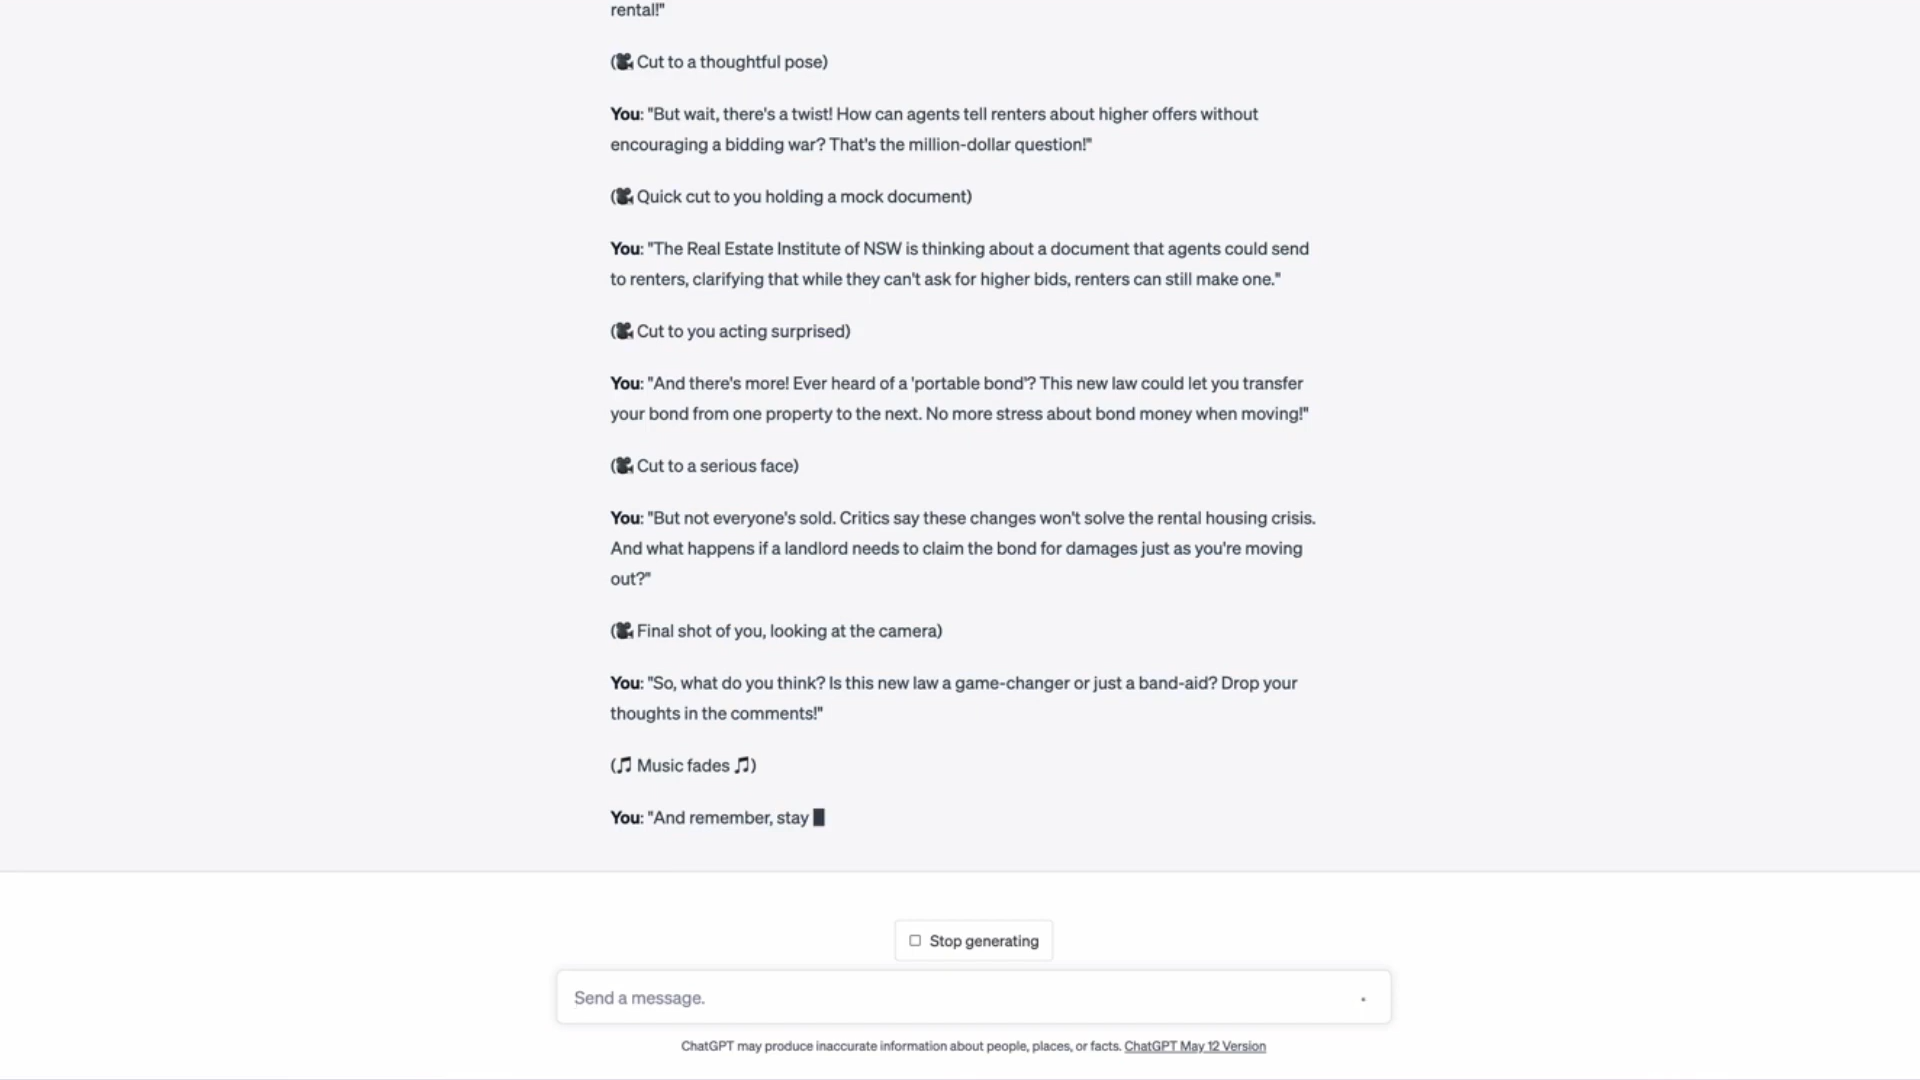 rental!"
(🎥 Cut to a thoughtful pose)
You: "But wait, there's a twist! How can agents tell renters about higher offers without
encouraging a bidding war? That's the million-dollar question!"
(🎥 Quick cut to you holding a mock document)
You: "The Real Estate Institute of NSW is thinking about a document that agents could send
to renters, clarifying that while they can't ask for higher bids, renters can still make one."
(🎥 Cut to you acting surprised)
You: "And there's more! Ever heard of a 'portable bond'? This new law could let you transfer
your bond from one property to the next. No more stress about bond money when moving!"
(🎥 Cut to a serious face)
You: "But not everyone's sold. Critics say these changes won't solve the rental housing crisis.
And what happens if a landlord needs to claim the bond for damages just as you're moving
out?"
(🎥 Final shot of you, looking at the camera)
You: "So, what do you think? Is this new law a game-changer or just a band-aid? Drop your
thoughts in the comments!"
(🎵 Music fades 🎵)
You: "And remember, stay
Stop generating
Send a message.
ChatGPT may produce inaccurate information about people, places, or facts. ChatGPT May 12 Version